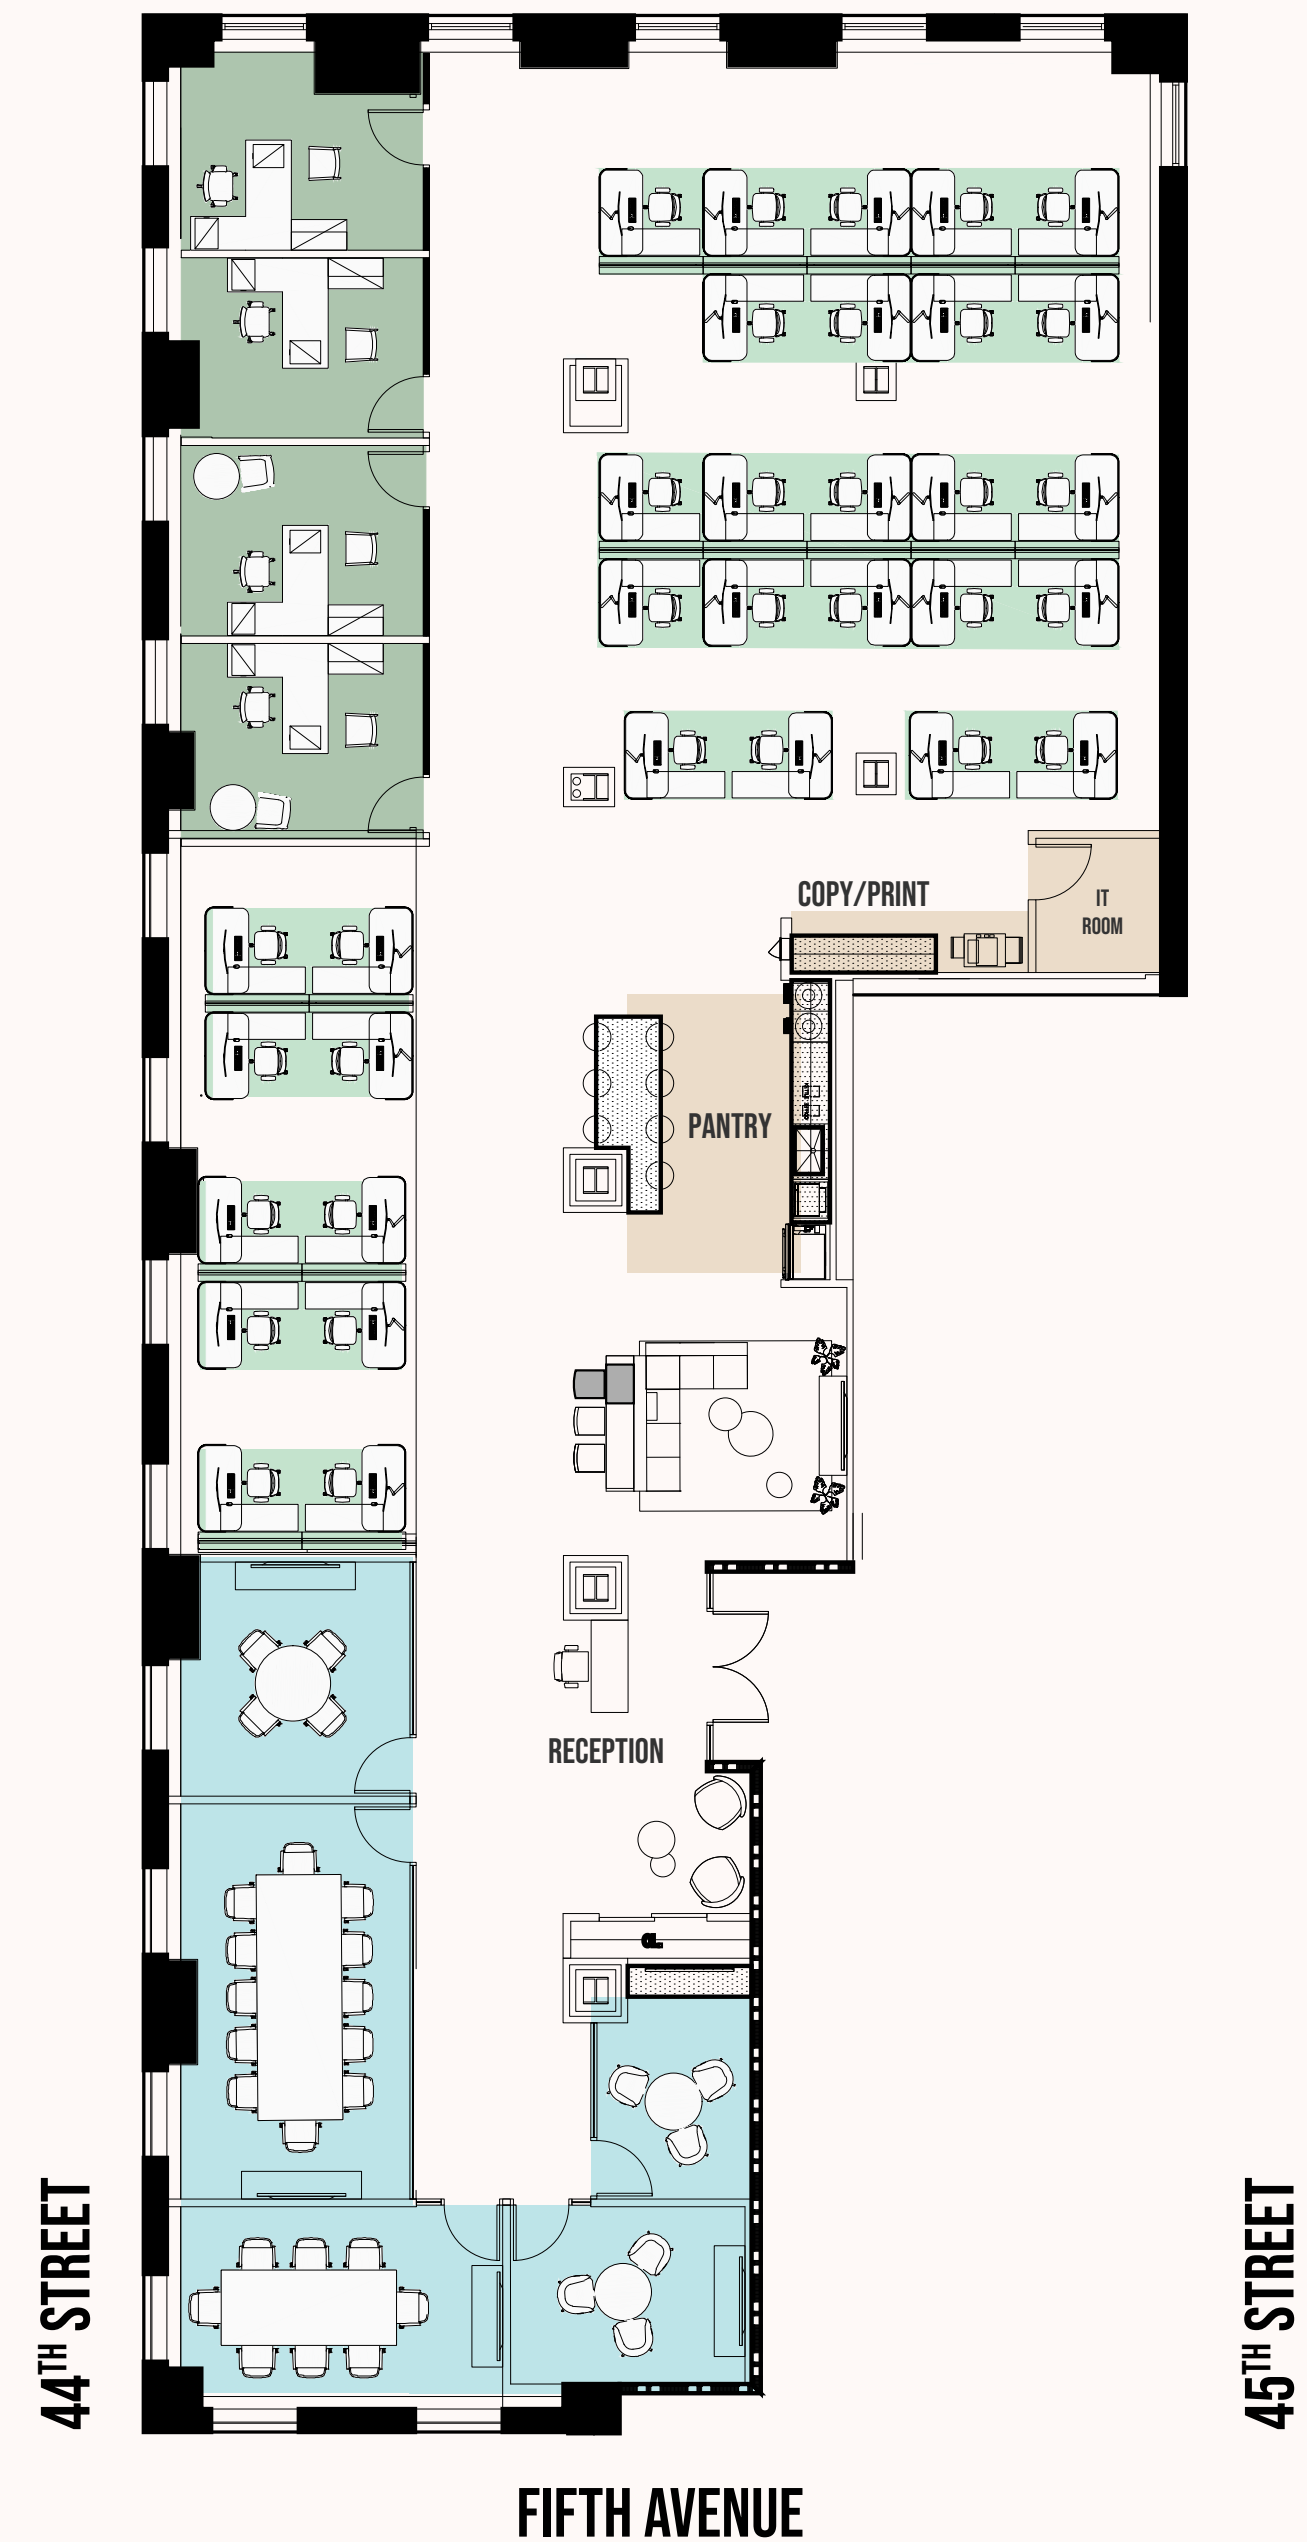 COPY/PRINT
IT
ROOM
PANTRY
RECEPTION
44TH STREET
45TH STREET
FIFTH AVENUE